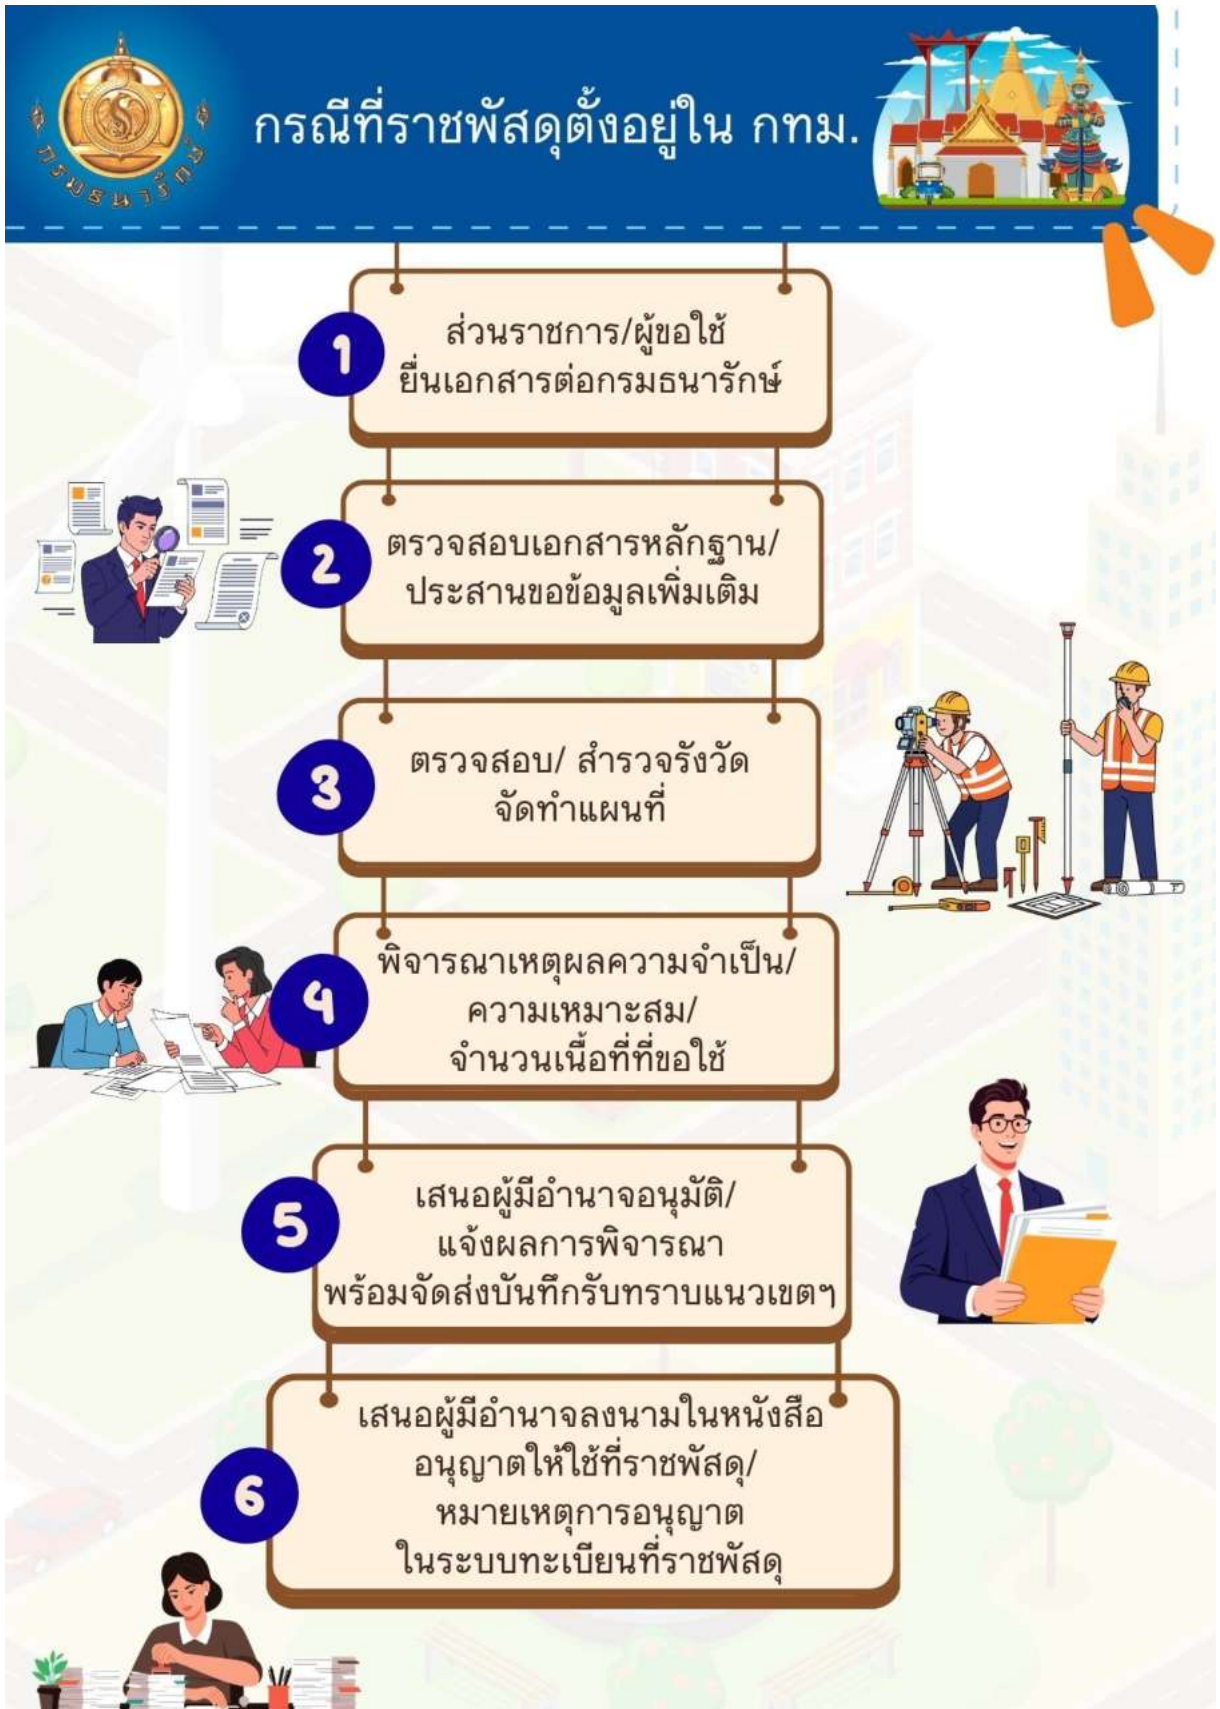 กรมธนารักษ์
กรณีที่ราชพัสดุตั้งอยู่ใน กทม.
1
ส่วนราชการ/ผู้ขอใช้
ยื่นเอกสารต่อกรมธนารักษ์
2
ตรวจสอบเอกสารหลักฐาน/
ประสานขอข้อมูลเพิ่มเติม
3
ตรวจสอบ/ สำรวจรังวัด
จัดทำแผนที่
4
พิจารณาเหตุผลความจำเป็น/
ความเหมาะสม/
จำนวนเนื้อที่ที่ขอใช้
5
เสนอผู้มีอำนาจอนุมัติ/
แจ้งผลการพิจารณา
พร้อมจัดส่งบันทึกรับทราบแนวเขตฯ
6
เสนอผู้มีอำนาจลงนามในหนังสือ
อนุญาตให้ใช้ที่ราชพัสดุ/
หมายเหตุการอนุญาต
ในระบบทะเบียนที่ราชพัสดุ